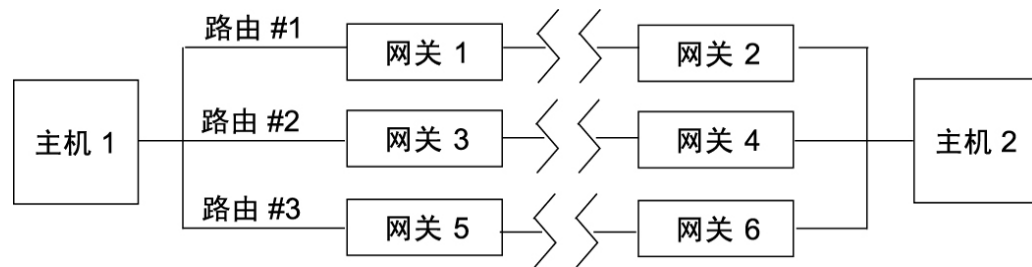 路由 #1
网关 1
网关 2
主机 1
路由 #2
网关 3
网关 4
主机 2
路由 #3
网关 5
网关 6